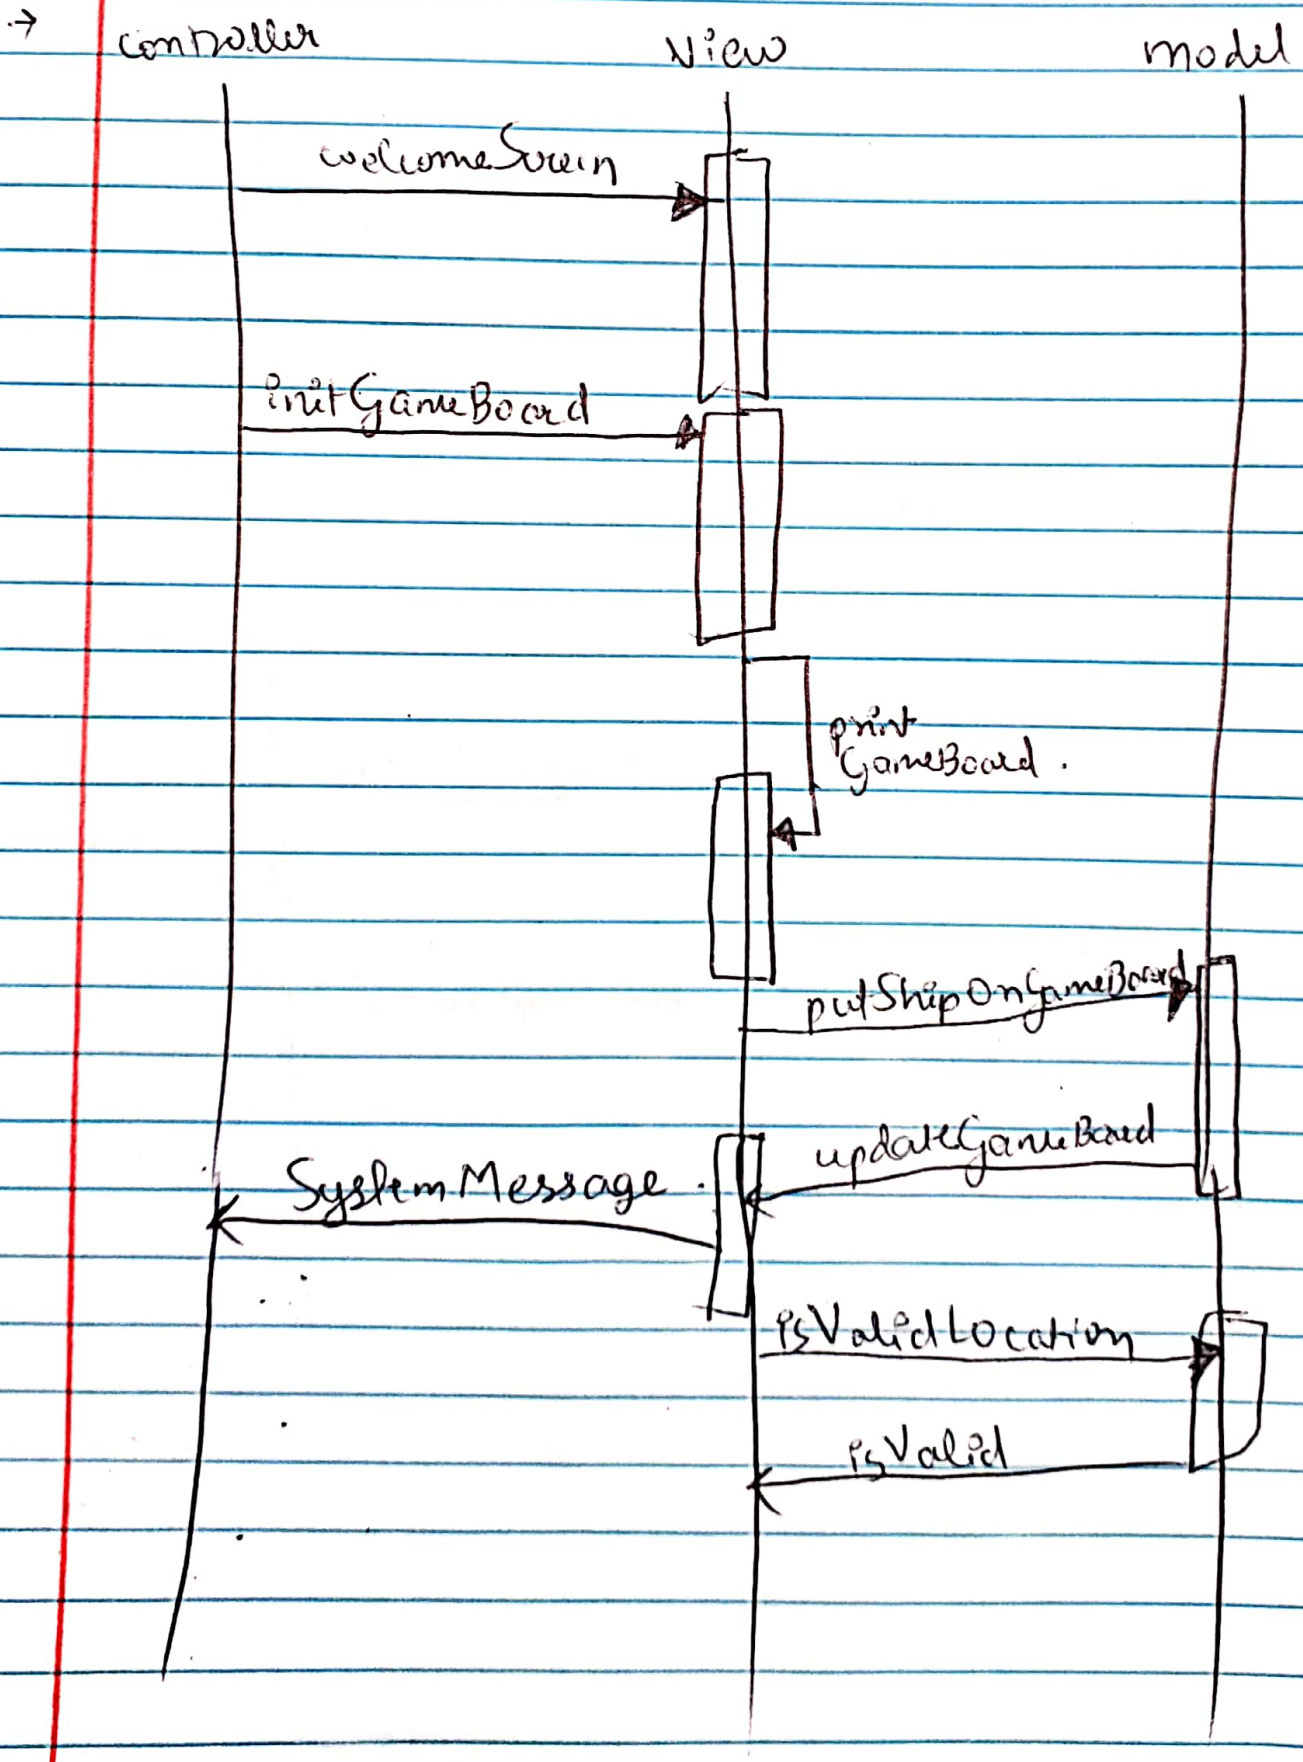 controller View model
welcomeScreen
initGameBoard
print
GameBoard.
putShipOnGameBoard
updateGameBoard
SystemMessage.
isValidLocation
isValid